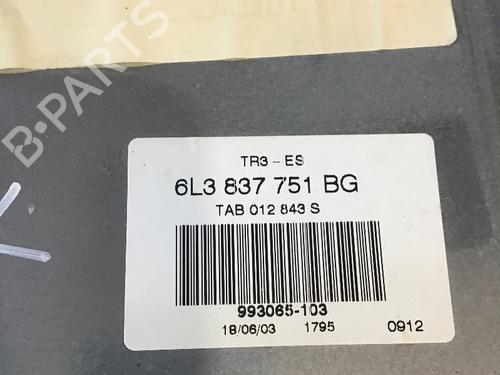 B-PARTS
TR3 - ES
6L3 837 751 BG
TAB 012 843 S
993065-103
18/06/03 1795 0912